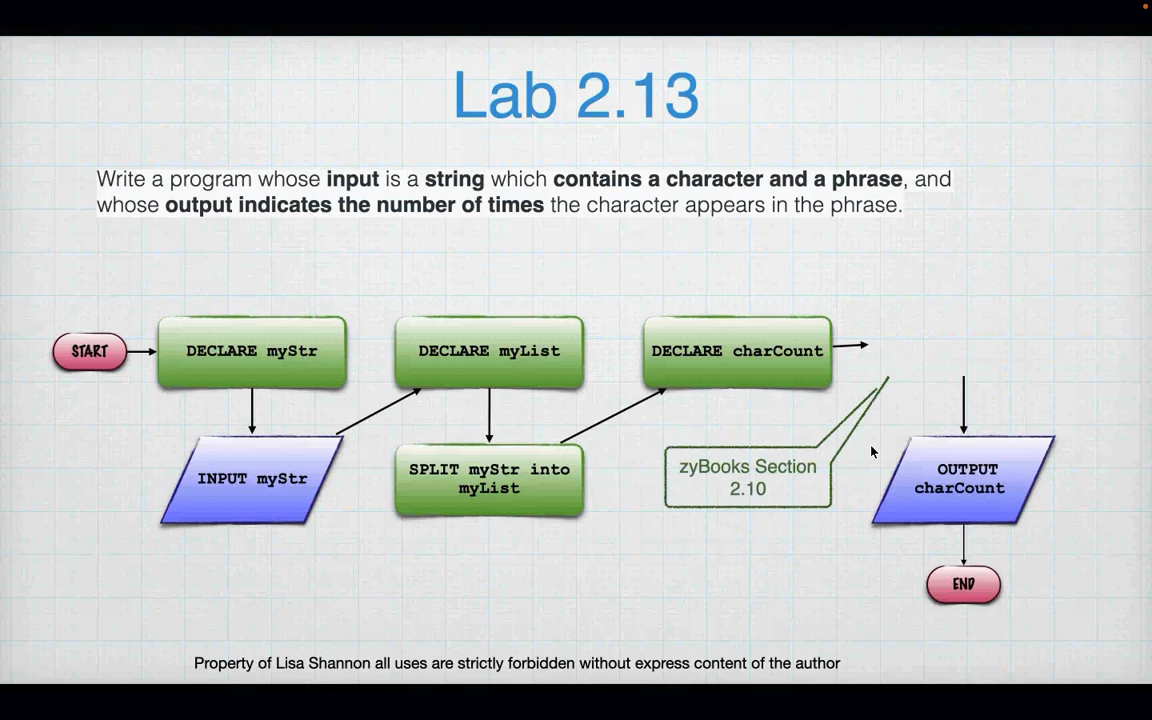 Lab 2.13
Write a program whose input is a string which contains a character and a phrase, and
whose output indicates the number of times the character appears in the phrase.
START
DECLARE myStr
DECLARE myList
DECLARE charCount
INPUT myStr
SPLIT myStr into
myList
zyBooks Section
2.10
OUTPUT
charCount
END
Property of Lisa Shannon all uses are strictly forbidden without express content of the author